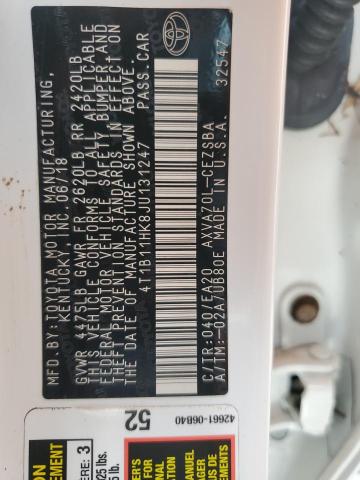 MFD. BY: TOYOTA MOTOR MANUFACTURING,
KENTUCKY, INC. 06/18
GVWR 4475LB GAWR FR 2620LB RR 2420LB
THIS VEHICLE CONFORMS TO ALL APPLICABLE
FEDERAL MOTOR VEHICLE SAFETY, BUMPER AND
THEFT PREVENTION STANDARDS IN EFFECT ON
THE DATE OF MANUFACTURE SHOWN ABOVE.
4T1B11HK8JU131247 PASS. CAR
C/TR: 040/EA20 AXVA70L-CEZSBA
A/TM: -02A/UB80E MADE IN U.S.A.
32547
52
42661-06B40
ERE: 3